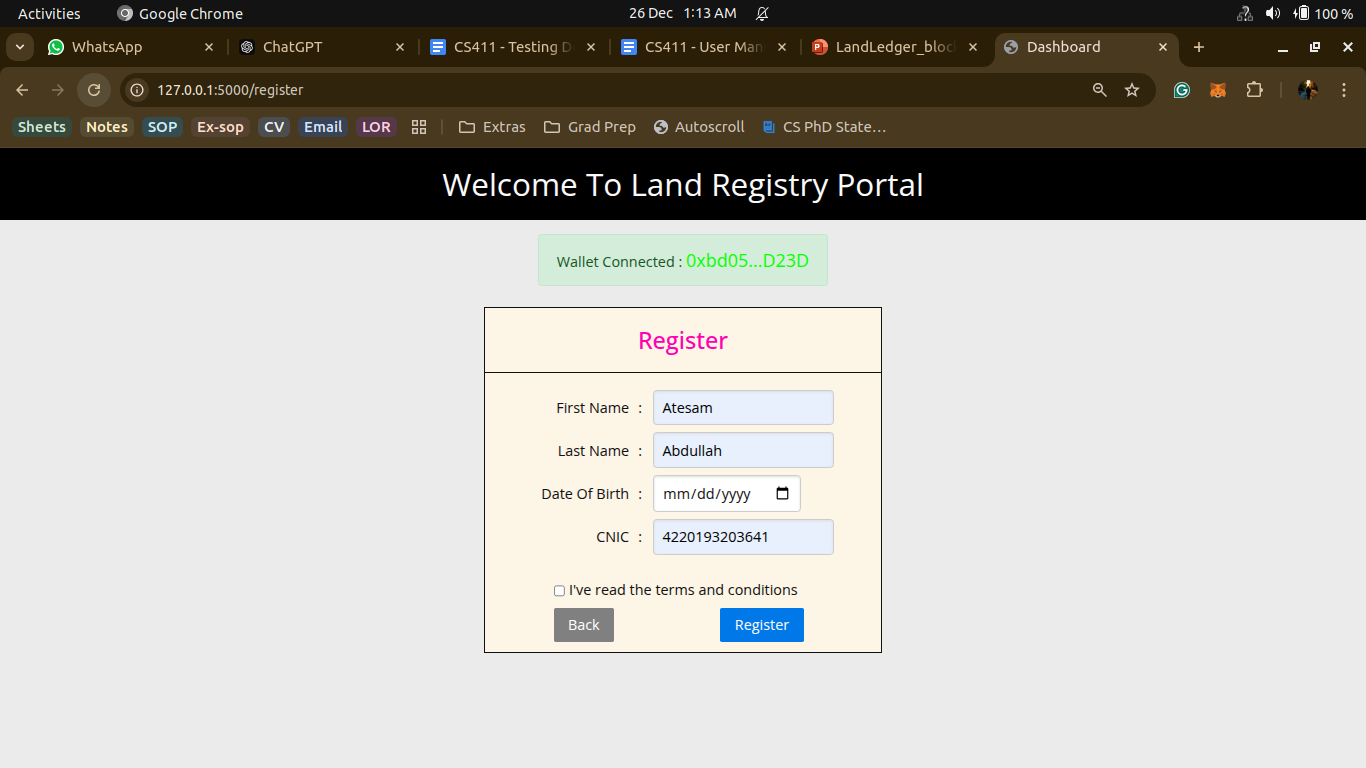 Activities Google Chrome 26 Dec 1:13 AM 100 %
WhatsApp ChatGPT CS411 - Testing D CS411 - User Man LandLedger_bloc Dashboard
127.0.0.1:5000/register
Sheets Notes SOP Ex-sop CV Email LOR Extras Grad Prep Autoscroll CS PhD State...
Welcome To Land Registry Portal
Wallet Connected : 0xbd05...D23D
Register
First Name : Atesam
Last Name : Abdullah
Date Of Birth : mm/dd/yyyy
CNIC : 4220193203641
I've read the terms and conditions
Back Register